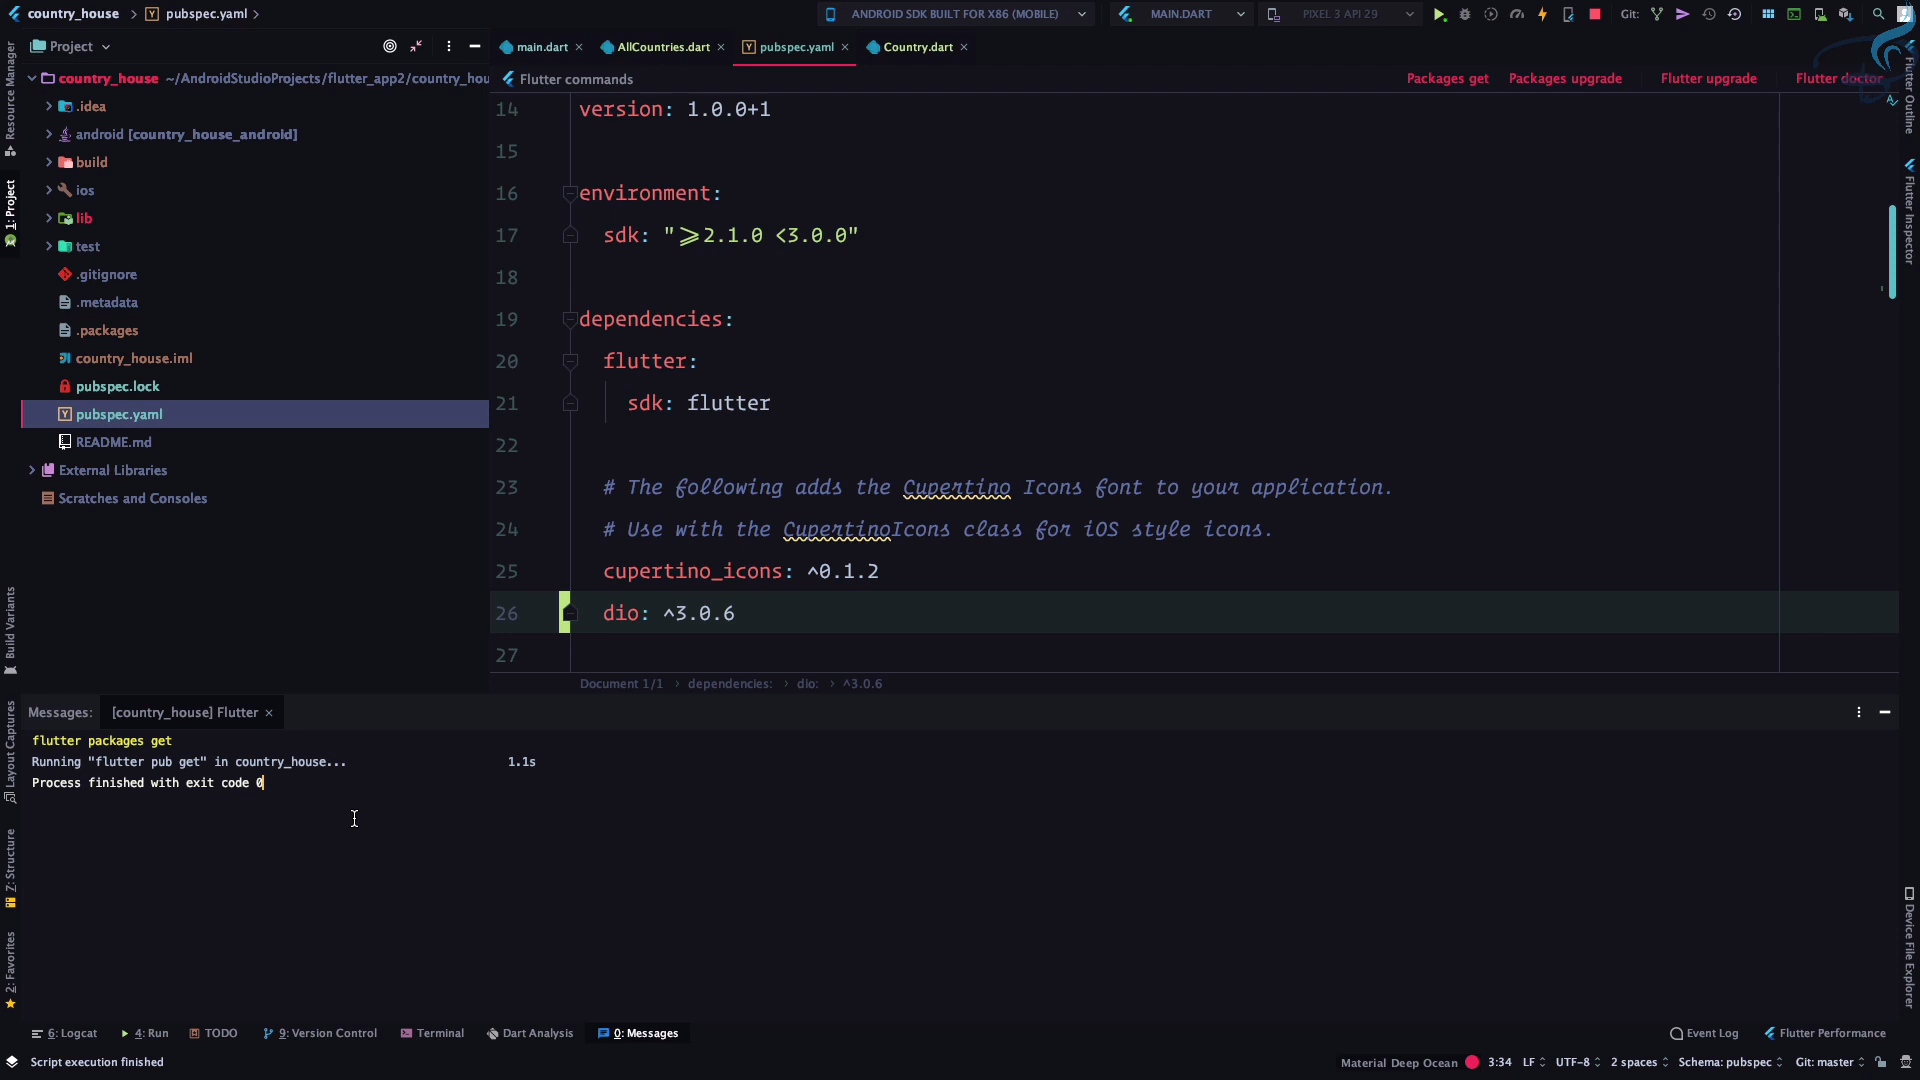 country_house
pubspec.yaml
ANDROID SDK BUILT FOR X86 (MOBILE)
MAIN.DART
PIXEL 3 API 29
Git:
Project
main.dart
AllCountries.dart
pubspec.yaml
Country.dart
Flutter commands
Packages get
Packages upgrade
Flutter upgrade
Flutter doctor
country_house ~/AndroidStudioProjects/flutter_app2/country_hou
.idea
android [country_house_android]
build
ios
lib
test
.gitignore
.metadata
.packages
country_house.iml
pubspec.lock
pubspec.yaml
README.md
External Libraries
Scratches and Consoles
14 version: 1.0.0+1
15
16 environment:
17 sdk: ">=2.1.0 <3.0.0"
18
19 dependencies:
20 flutter:
21 sdk: flutter
22
23 # The following adds the Cupertino Icons font to your application.
24 # Use with the CupertinoIcons class for iOS style icons.
25 cupertino_icons: ^0.1.2
26 dio: ^3.0.6
27
Document 1/1 › dependencies: › dio: › ^3.0.6
Resource Manager
1: Project
Build Variants
Layout Captures
Z: Structure
2: Favorites
Flutter Outline
Flutter Inspector
Device File Explorer
Messages:
[country_house] Flutter
flutter packages get
Running "flutter pub get" in country_house... 1.1s
Process finished with exit code 0
6: Logcat
4: Run
TODO
9: Version Control
Terminal
Dart Analysis
0: Messages
Event Log
Flutter Performance
Script execution finished
Material Deep Ocean
3:34
LF
UTF-8
2 spaces
Schema: pubspec
Git: master